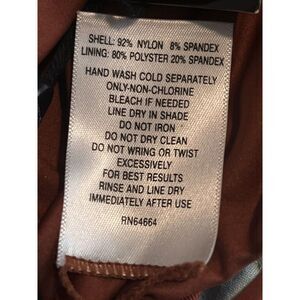 SHELL: 92% NYLON 8% SPANDEX
LINING: 80% POLYSTER 20% SPANDEX
HAND WASH COLD SEPARATELY
ONLY-NON-CHLORINE
BLEACH IF NEEDED
LINE DRY IN SHADE
DO NOT IRON
DO NOT DRY CLEAN
DO NOT WRING OR TWIST
EXCESSIVELY
FOR BEST RESULTS
RINSE AND LINE DRY
IMMEDIATELY AFTER USE
RN64664